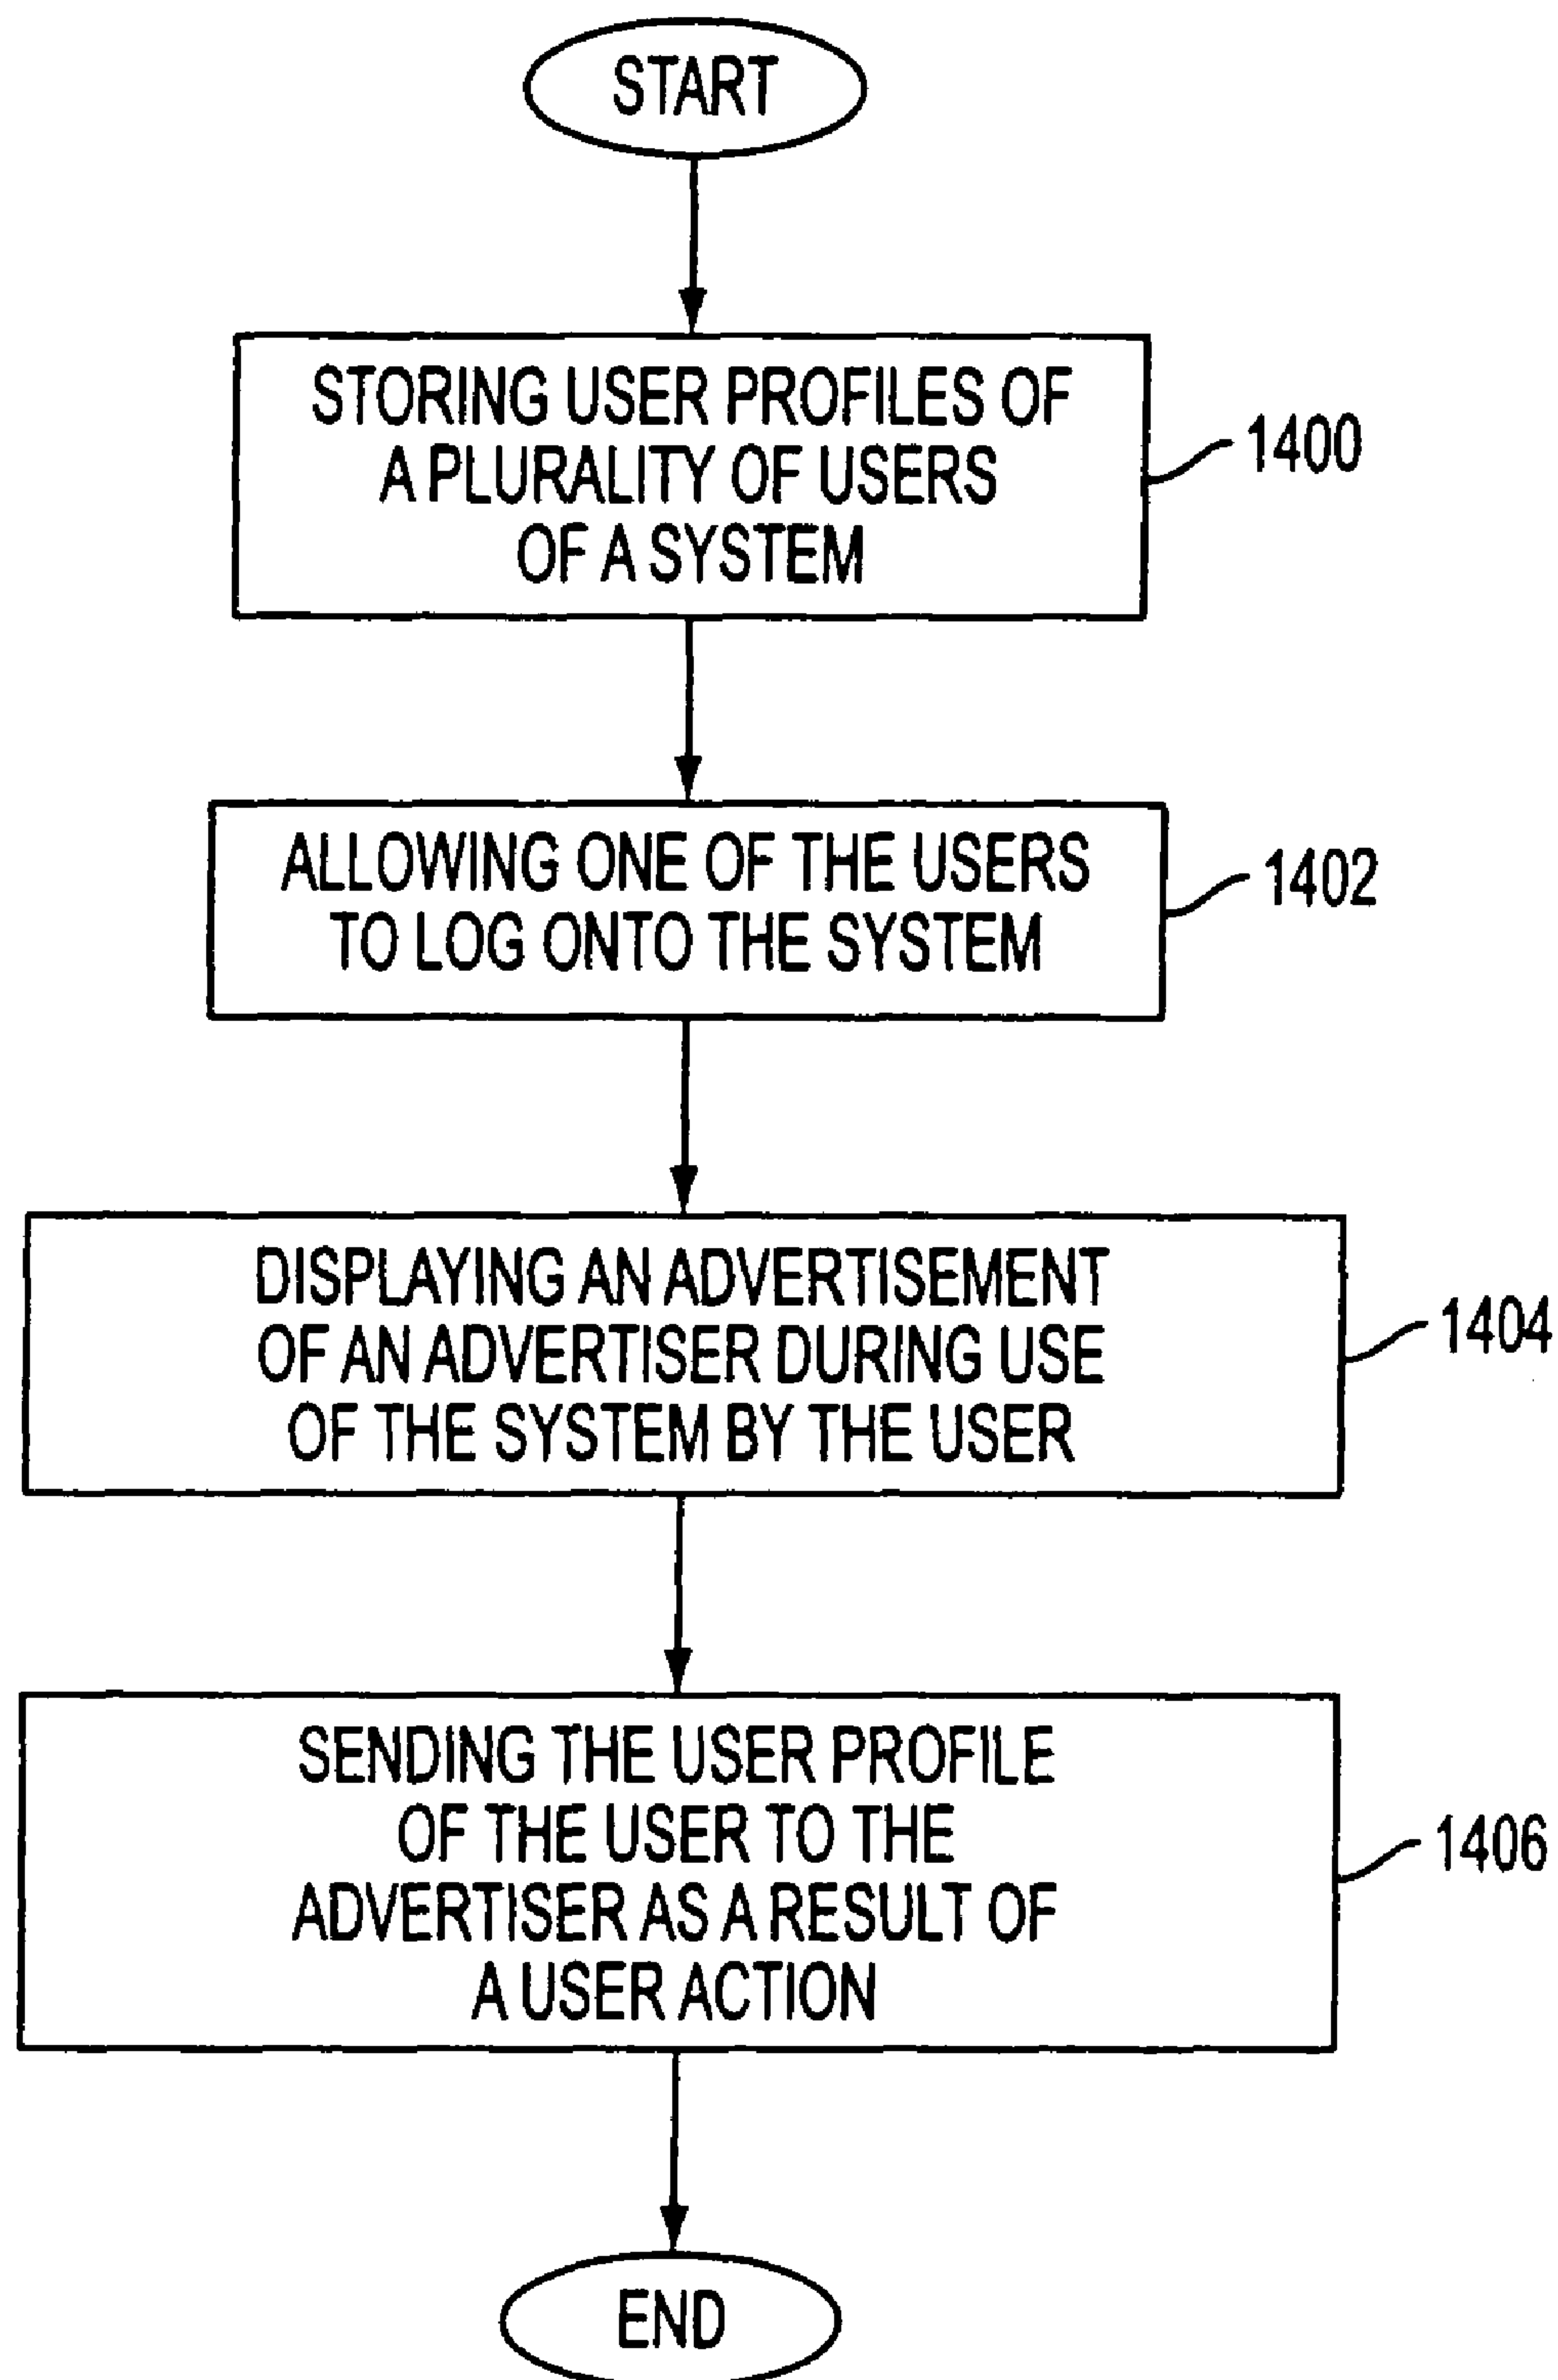 START
STORING USER PROFILES OF
A PLURALITY OF USERS
OF A SYSTEM
1400
ALLOWING ONE OF THE USERS
TO LOG ONTO THE SYSTEM
1402
DISPLAYING AN ADVERTISEMENT
OF AN ADVERTISER DURING USE
OF THE SYSTEM BY THE USER
1404
SENDING THE USER PROFILE
OF THE USER TO THE
ADVERTISER AS A RESULT OF
A USER ACTION
1406
END